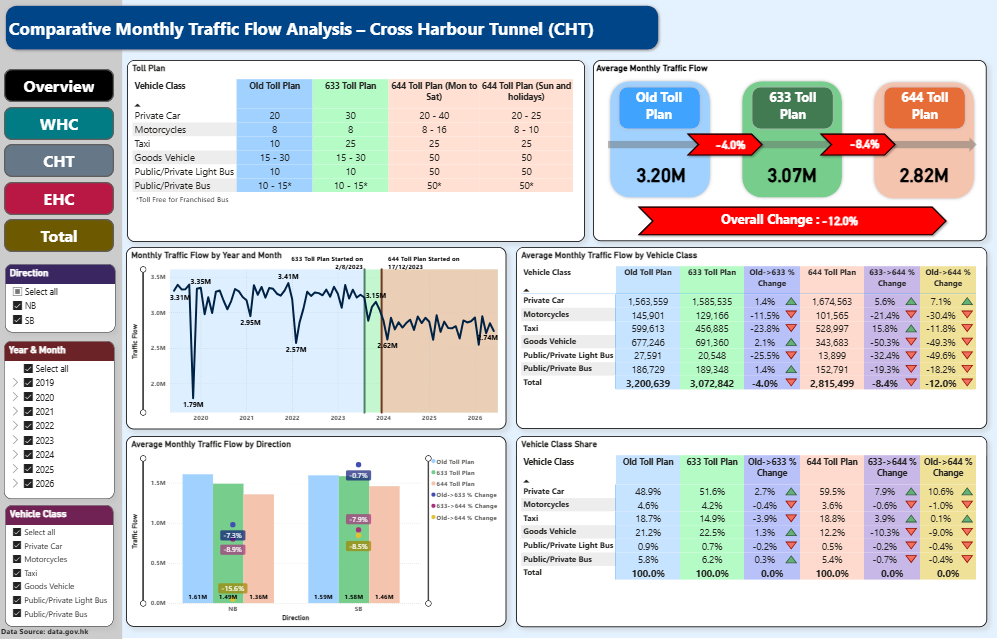 Comparative Monthly Traffic Flow Analysis – Cross Harbour Tunnel (CHT)
Overview
WHC
CHT
EHC
Total
Direction
Select all
NB
SB
Year & Month
Select all
2019
2020
2021
2022
2023
2024
2025
2026
Vehicle Class
Select all
Private Car
Motorcycles
Taxi
Goods Vehicle
Public/Private Light Bus
Public/Private Bus
Data Source: data.gov.hk
Toll Plan
Vehicle Class Old Toll Plan 633 Toll Plan 644 Toll Plan (Mon to Sat) 644 Toll Plan (Sun and holidays)
Private Car 20 30 20 - 40 20 - 25
Motorcycles 8 8 8 - 16 8 - 10
Taxi 10 25 25 25
Goods Vehicle 15 - 30 15 - 30 50 50
Public/Private Light Bus 10 10 50 50
Public/Private Bus 10 - 15* 10 - 15* 50* 50*
*Toll Free for Franchised Bus
Average Monthly Traffic Flow
Old Toll Plan
633 Toll Plan
644 Toll Plan
-4.0%
-8.4%
3.20M
3.07M
2.82M
Overall Change : -12.0%
Monthly Traffic Flow by Year and Month
633 Toll Plan Started on
2/8/2023
644 Toll Plan Started on
17/12/2023
Traffic Flow
3.5M
3.0M
2.5M
2.0M
3.31M
3.35M
1.79M
2.95M
3.41M
2.57M
3.15M
2.62M
2.74M
2020 2021 2022 2023 2024 2025 2026
Average Monthly Traffic Flow by Vehicle Class
Vehicle Class Old Toll Plan 633 Toll Plan Old->633 % Change 644 Toll Plan 633->644 % Change Old->644 % Change
Private Car 1,563,559 1,585,535 1.4% 1,674,563 5.6% 7.1%
Motorcycles 145,901 129,166 -11.5% 101,565 -21.4% -30.4%
Taxi 599,613 456,885 -23.8% 528,997 15.8% -11.8%
Goods Vehicle 677,246 691,360 2.1% 343,683 -50.3% -49.3%
Public/Private Light Bus 27,591 20,548 -25.5% 13,899 -32.4% -49.6%
Public/Private Bus 186,729 189,348 1.4% 152,791 -19.3% -18.2%
Total 3,200,639 3,072,842 -4.0% 2,815,499 -8.4% -12.0%
Average Monthly Traffic Flow by Direction
Traffic Flow
1.5M
1.0M
0.5M
0.0M
-7.3%
-8.9%
-15.6%
1.61M 1.49M 1.36M
-0.7%
-7.9%
-8.5%
1.59M 1.58M 1.46M
NB SB
Direction
Old Toll Plan
633 Toll Plan
644 Toll Plan
Old->633 % Change
633->644 % Change
Old->644 % Change
Vehicle Class Share
Vehicle Class Old Toll Plan 633 Toll Plan Old->633 % Change 644 Toll Plan 633->644 % Change Old->644 % Change
Private Car 48.9% 51.6% 2.7% 59.5% 7.9% 10.6%
Motorcycles 4.6% 4.2% -0.4% 3.6% -0.6% -1.0%
Taxi 18.7% 14.9% -3.9% 18.8% 3.9% 0.1%
Goods Vehicle 21.2% 22.5% 1.3% 12.2% -10.3% -9.0%
Public/Private Light Bus 0.9% 0.7% -0.2% 0.5% -0.2% -0.4%
Public/Private Bus 5.8% 6.2% 0.3% 5.4% -0.7% -0.4%
Total 100.0% 100.0% 0.0% 100.0% 0.0% 0.0%